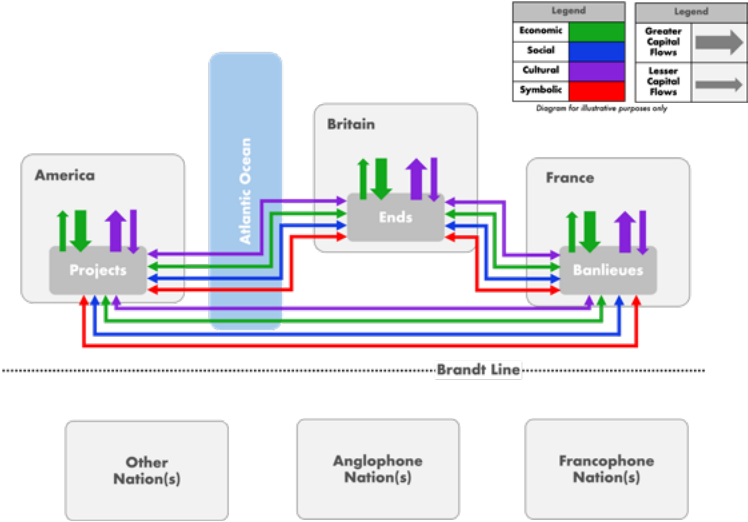 Legend
Economic
Social
Cultural
Symbolic
Legend
Greater
Capital
Flows
Lesser
Capital
Flows
Diagram for illustrative purposes only
Atlantic Ocean
Britain
Ends
America
Projects
France
Banlieues
Brandt Line
Other
Nation(s)
Anglophone
Nation(s)
Francophone
Nation(s)